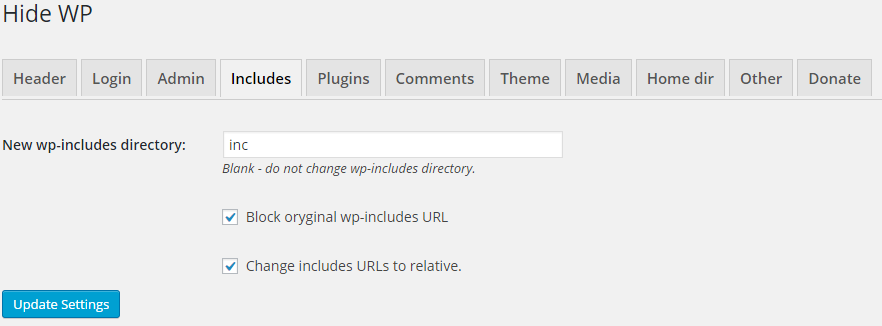 Hide WP
Header Login Admin Includes Plugins Comments Theme Media Home dir Other Donate
New wp-includes directory: inc
Blank - do not change wp-includes directory.
Block oryginal wp-includes URL
Change includes URLs to relative.
Update Settings